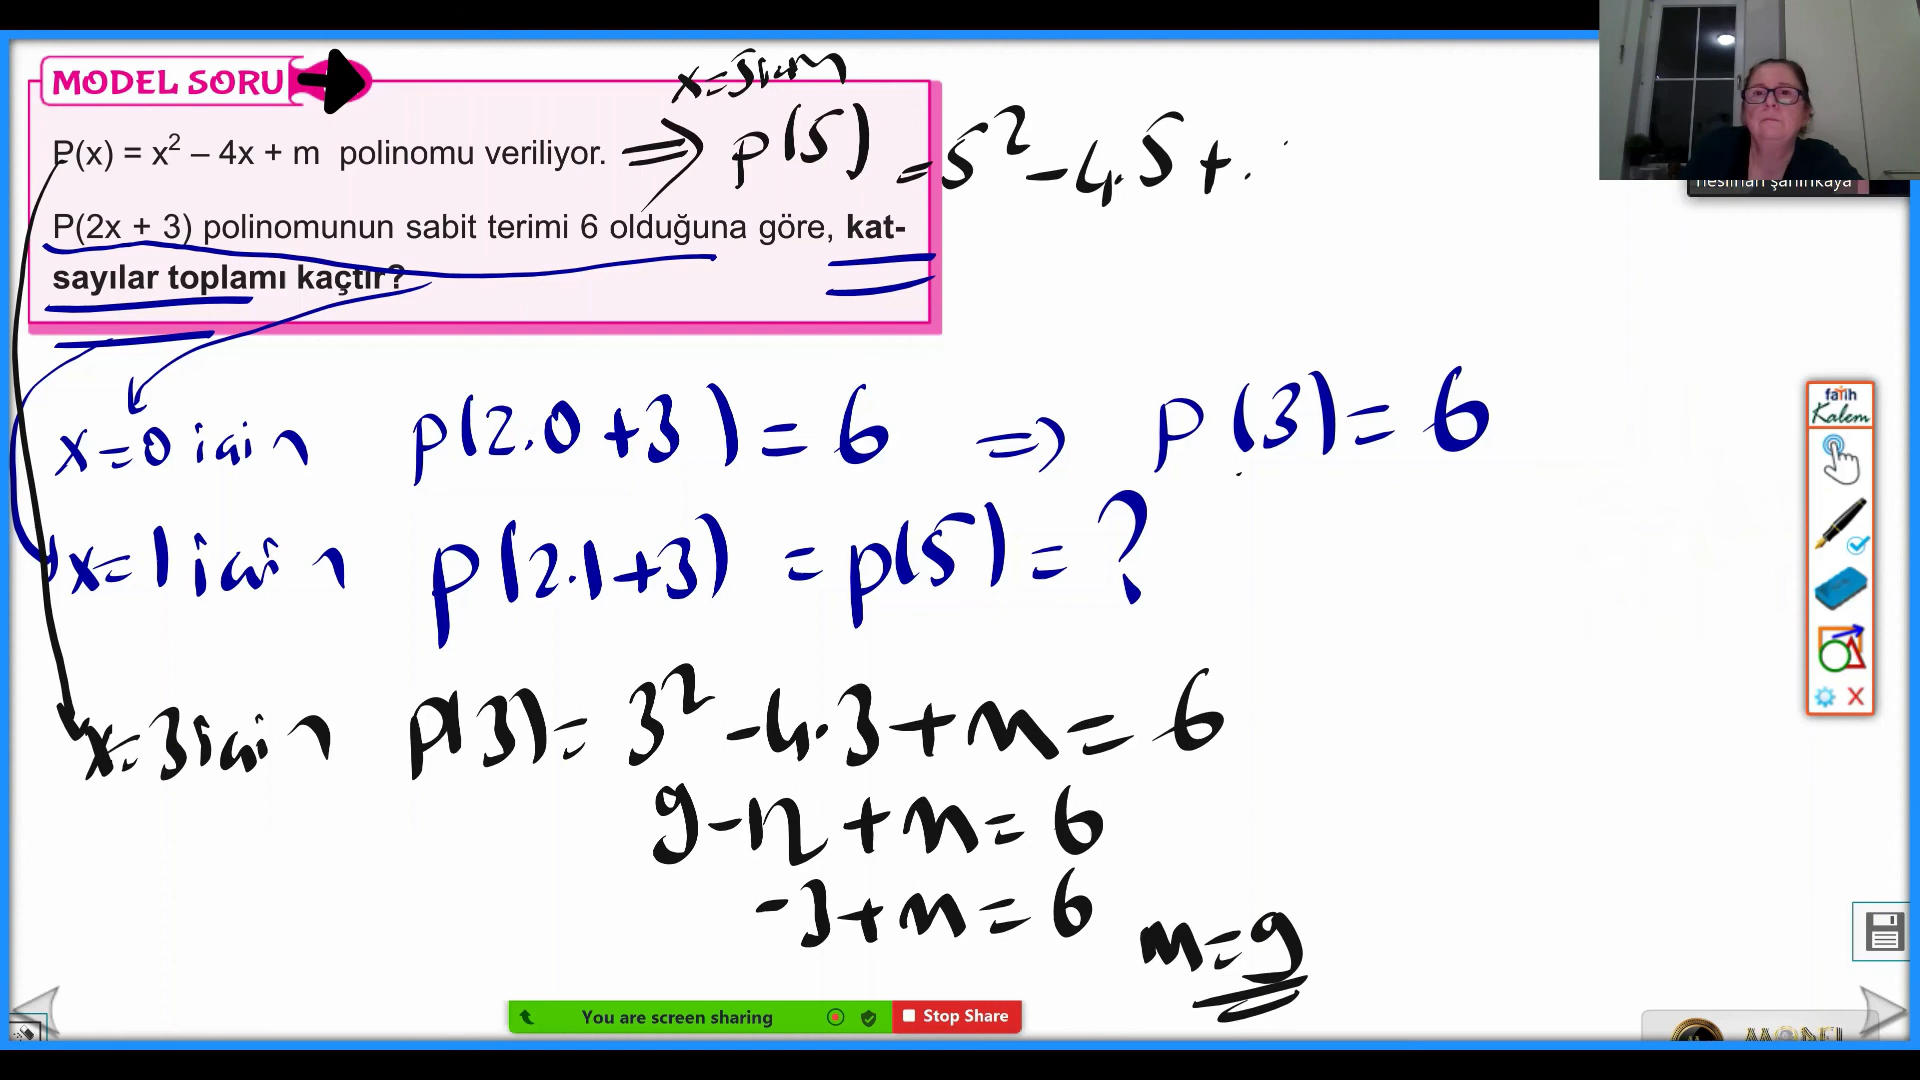 MODEL SORU
x=5 için
P(x) = x² – 4x + m polinomu veriliyor. ⇒ p(5) = 5² - 4.5 +
P(2x + 3) polinomunun sabit terimi 6 olduğuna göre, kat-
sayılar toplamı kaçtır?
x=0 için p(2.0+3) = 6 ⇒ p(3) = 6
x=1 için p(2.1+3) = p(5) = ?
x=3 için p(3) = 3² - 4.3 + m = 6
9 - 12 + m = 6
-3 + m = 6
m = 9
fatih
Kalem
You are screen sharing
Stop Share
MODEL